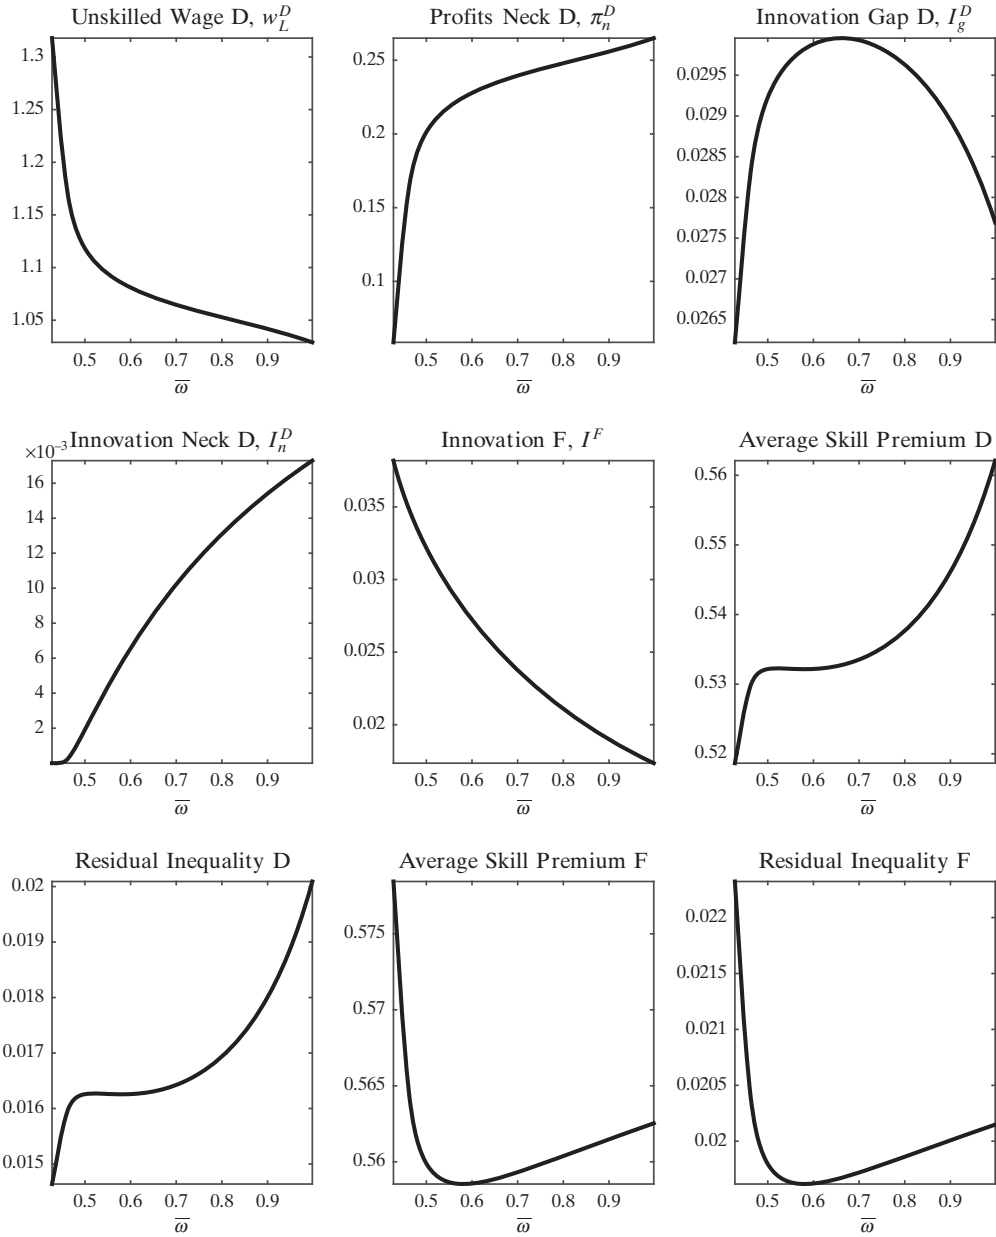 Unskilled Wage D, w_L^D
1.3
1.25
1.2
1.15
1.1
1.05
0.5 0.6 0.7 0.8 0.9
ω̅
Profits Neck D, π_n^D
0.25
0.2
0.15
0.1
0.5 0.6 0.7 0.8 0.9
ω̅
Innovation Gap D, I_g^D
0.0295
0.029
0.0285
0.028
0.0275
0.027
0.0265
0.5 0.6 0.7 0.8 0.9
ω̅
Innovation Neck D, I_n^D
×10⁻³
16
14
12
10
8
6
4
2
0.5 0.6 0.7 0.8 0.9
ω̅
Innovation F, I^F
0.035
0.03
0.025
0.02
0.5 0.6 0.7 0.8 0.9
ω̅
Average Skill Premium D
0.56
0.55
0.54
0.53
0.52
0.5 0.6 0.7 0.8 0.9
ω̅
Residual Inequality D
0.02
0.019
0.018
0.017
0.016
0.015
0.5 0.6 0.7 0.8 0.9
ω̅
Average Skill Premium F
0.575
0.57
0.565
0.56
0.5 0.6 0.7 0.8 0.9
ω̅
Residual Inequality F
0.022
0.0215
0.021
0.0205
0.02
0.5 0.6 0.7 0.8 0.9
ω̅